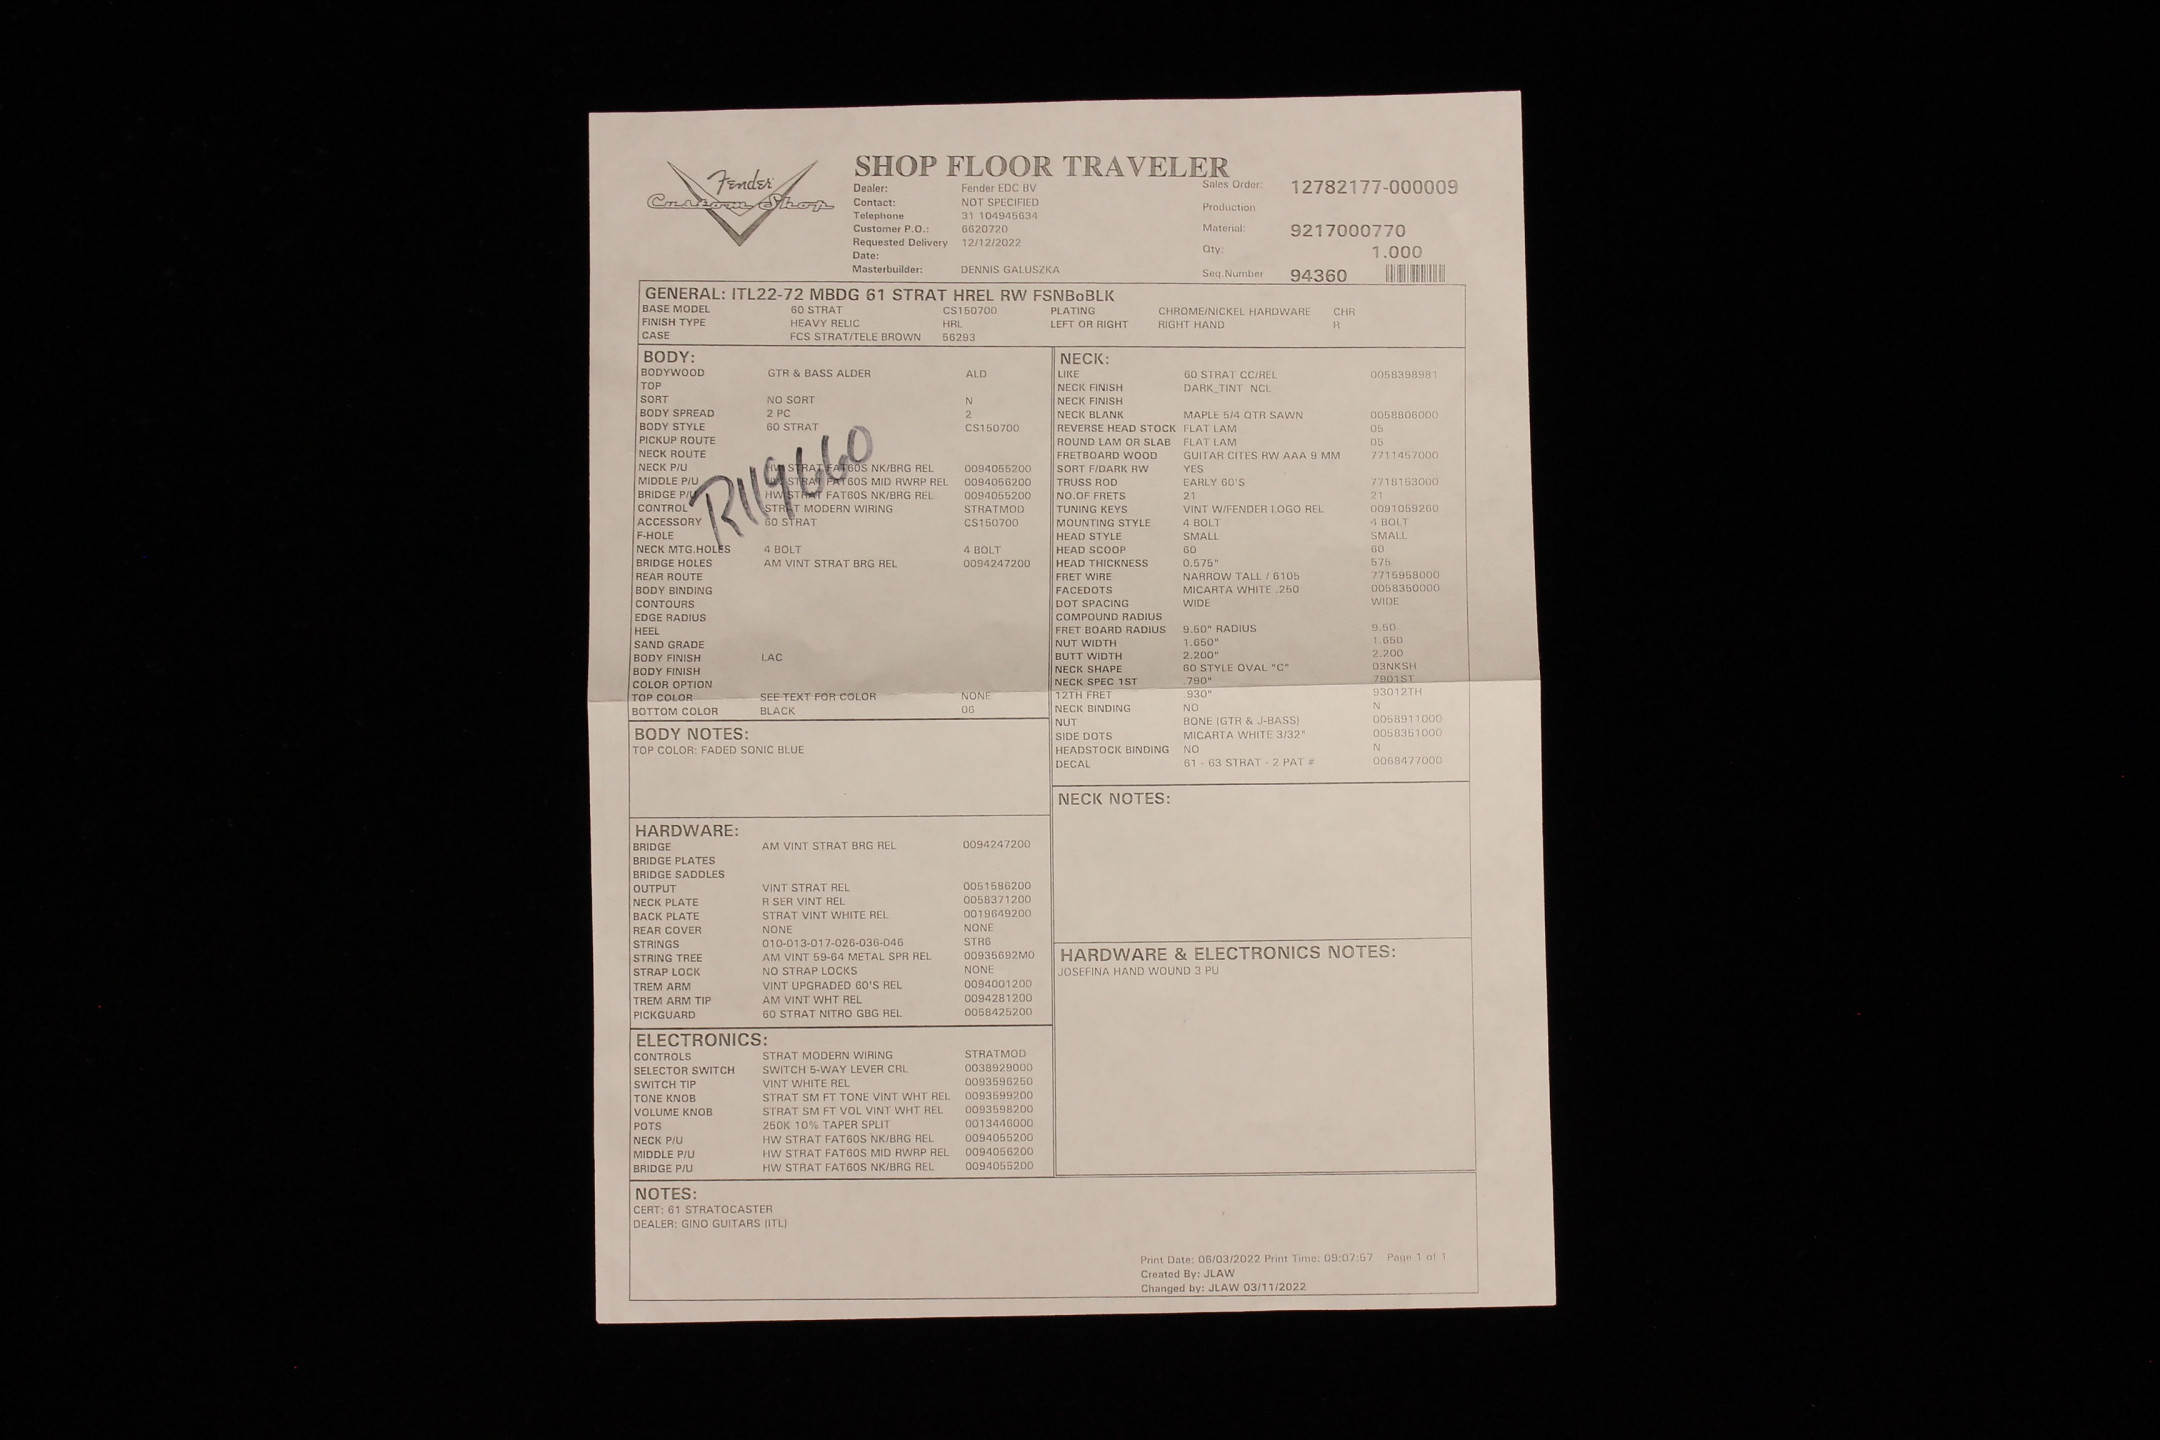 Fender
Custom Shop
SHOP FLOOR TRAVELER
Dealer: Fender EDC BV
Contact: NOT SPECIFIED
Telephone 31 104945634
Customer P.O.: 6620720
Requested Delivery 12/12/2022
Date:
Masterbuilder: DENNIS GALUSZKA
Sales Order: 12782177-000009
Production
Material: 9217000770
Qty: 1.000
Seq.Number 94360
GENERAL: ITL22-72 MBDG 61 STRAT HREL RW FSNBoBLK
BASE MODEL 60 STRAT CS150700 PLATING CHROME/NICKEL HARDWARE CHR
FINISH TYPE HEAVY RELIC HRL LEFT OR RIGHT RIGHT HAND R
CASE FCS STRAT/TELE BROWN 56293
BODY:
BODYWOOD GTR & BASS ALDER ALD
TOP
SORT NO SORT N
BODY SPREAD 2 PC 2
BODY STYLE 60 STRAT CS150700
PICKUP ROUTE
NECK ROUTE
NECK P/U HW STRAT FAT60S NK/BRG REL 0094055200
MIDDLE P/U HW STRAT FAT60S MID RWRP REL 0094056200
BRIDGE P/U HW STRAT FAT60S NK/BRG REL 0094055200
CONTROL STRAT MODERN WIRING STRATMOD
ACCESSORY 60 STRAT CS150700
F-HOLE
NECK MTG.HOLES 4 BOLT 4 BOLT
BRIDGE HOLES AM VINT STRAT BRG REL 0094247200
REAR ROUTE
BODY BINDING
CONTOURS
EDGE RADIUS
HEEL
SAND GRADE
BODY FINISH LAC
BODY FINISH
COLOR OPTION
TOP COLOR SEE TEXT FOR COLOR NONE
BOTTOM COLOR BLACK 06
R119660
BODY NOTES:
TOP COLOR: FADED SONIC BLUE
HARDWARE:
BRIDGE AM VINT STRAT BRG REL 0094247200
BRIDGE PLATES
BRIDGE SADDLES
OUTPUT VINT STRAT REL 0051586200
NECK PLATE R SER VINT REL 0058371200
BACK PLATE STRAT VINT WHITE REL 0019649200
REAR COVER NONE NONE
STRINGS 010-013-017-026-036-046 STR6
STRING TREE AM VINT 59-64 METAL SPR REL 00935692M0
STRAP LOCK NO STRAP LOCKS NONE
TREM ARM VINT UPGRADED 60'S REL 0094001200
TREM ARM TIP AM VINT WHT REL 0094281200
PICKGUARD 60 STRAT NITRO GBG REL 0058425200
ELECTRONICS:
CONTROLS STRAT MODERN WIRING STRATMOD
SELECTOR SWITCH SWITCH 5-WAY LEVER CRL 0038929000
SWITCH TIP VINT WHITE REL 0093596250
TONE KNOB STRAT SM FT TONE VINT WHT REL 0093599200
VOLUME KNOB STRAT SM FT VOL VINT WHT REL 0093598200
POTS 250K 10% TAPER SPLIT 0013446000
NECK P/U HW STRAT FAT60S NK/BRG REL 0094055200
MIDDLE P/U HW STRAT FAT60S MID RWRP REL 0094056200
BRIDGE P/U HW STRAT FAT60S NK/BRG REL 0094055200
NECK:
LIKE 60 STRAT CC/REL 0058398981
NECK FINISH DARK_TINT NCL
NECK FINISH
NECK BLANK MAPLE 5/4 QTR SAWN 0058806000
REVERSE HEAD STOCK FLAT LAM 05
ROUND LAM OR SLAB FLAT LAM 05
FRETBOARD WOOD GUITAR CITES RW AAA 9 MM 7711457000
SORT F/DARK RW YES
TRUSS ROD EARLY 60'S 7718153000
NO.OF FRETS 21 21
TUNING KEYS VINT W/FENDER LOGO REL 0091059260
MOUNTING STYLE 4 BOLT 4 BOLT
HEAD STYLE SMALL SMALL
HEAD SCOOP 60 60
HEAD THICKNESS 0.575" 575
FRET WIRE NARROW TALL / 6105 7715958000
FACEDOTS MICARTA WHITE .250 0058350000
DOT SPACING WIDE WIDE
COMPOUND RADIUS
FRET BOARD RADIUS 9.50" RADIUS 9.50
NUT WIDTH 1.650" 1.650
BUTT WIDTH 2.200" 2.200
NECK SHAPE 60 STYLE OVAL "C" 03NKSH
NECK SPEC 1ST .790" 7901ST
12TH FRET .930" 93012TH
NECK BINDING NO N
NUT BONE (GTR & J-BASS) 0058911000
SIDE DOTS MICARTA WHITE 3/32" 0058351000
HEADSTOCK BINDING NO N
DECAL 61 - 63 STRAT - 2 PAT # 0068477000
NECK NOTES:
HARDWARE & ELECTRONICS NOTES:
JOSEFINA HAND WOUND 3 PU
NOTES:
CERT: 61 STRATOCASTER
DEALER: GINO GUITARS (ITL)
Print Date: 06/03/2022 Print Time: 09:07:57 Page 1 of 1
Created By: JLAW
Changed by: JLAW 03/11/2022